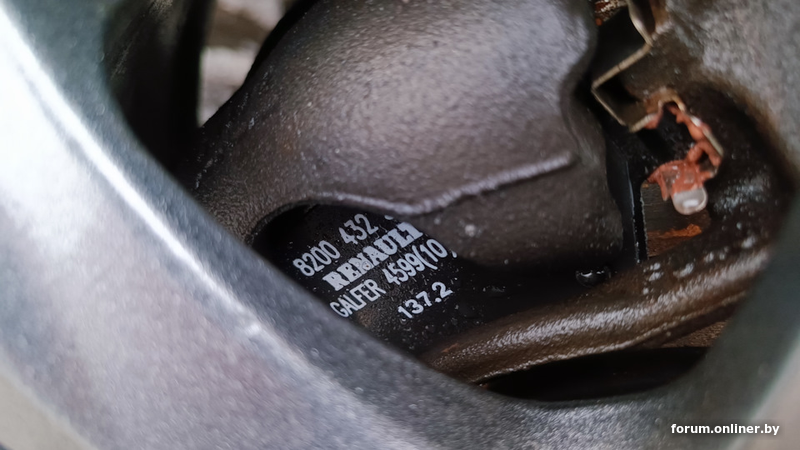 8200 432
RENAULT
GALFER 4599(10)
137.2
forum.onliner.by